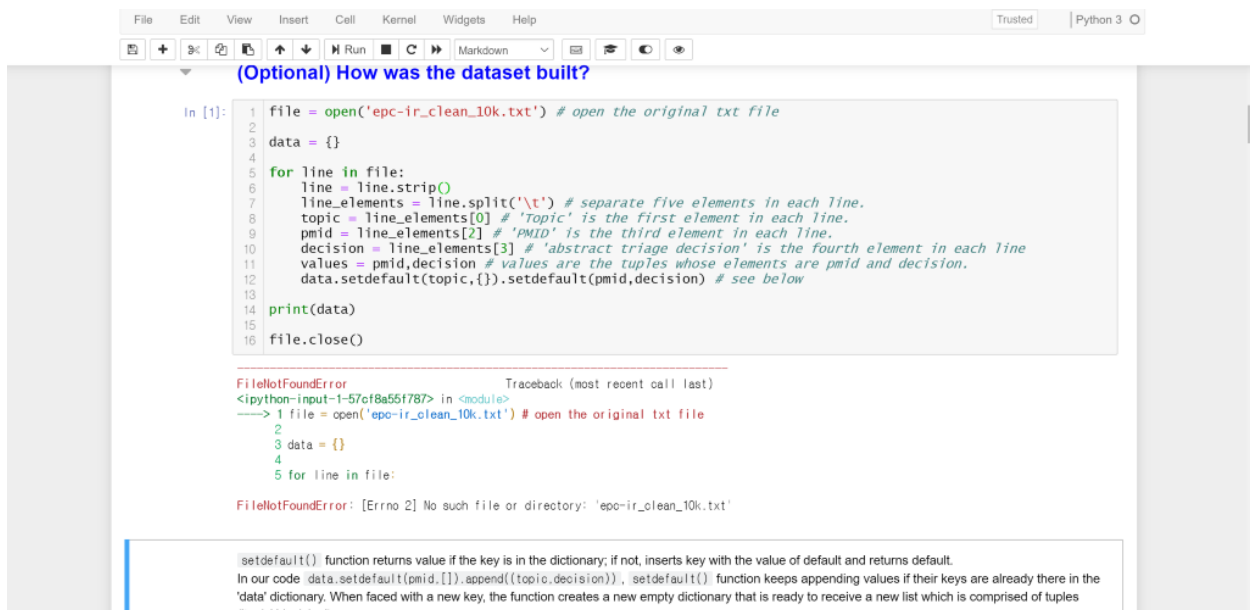 File Edit View Insert Cell Kernel Widgets Help Trusted Python 3
Run Markdown
(Optional) How was the dataset built?
In [1]:
1 file = open('epc-ir_clean_10k.txt') # open the original txt file
2
3 data = {}
4
5 for line in file:
6 line = line.strip()
7 line_elements = line.split('\t') # separate five elements in each line.
8 topic = line_elements[0] # 'Topic' is the first element in each line.
9 pmid = line_elements[2] # 'PMID' is the third element in each line.
10 decision = line_elements[3] # 'abstract triage decision' is the fourth element in each line
11 values = pmid,decision # values are the tuples whose elements are pmid and decision.
12 data.setdefault(topic,{}).setdefault(pmid,decision) # see below
13
14 print(data)
15
16 file.close()
FileNotFoundError Traceback (most recent call last)
<ipython-input-1-57cf8a55f787> in <module>
----> 1 file = open('epc-ir_clean_10k.txt') # open the original txt file
2
3 data = {}
4
5 for line in file:
FileNotFoundError: [Errno 2] No such file or directory: 'epc-ir_clean_10k.txt'
setdefault() function returns value if the key is in the dictionary; if not, inserts key with the value of default and returns default.
In our code data.setdefault(pmid,[]).append((topic,decision)), setdefault() function keeps appending values if their keys are already there in the
'data' dictionary. When faced with a new key, the function creates a new empty dictionary that is ready to receive a new list which is comprised of tuples